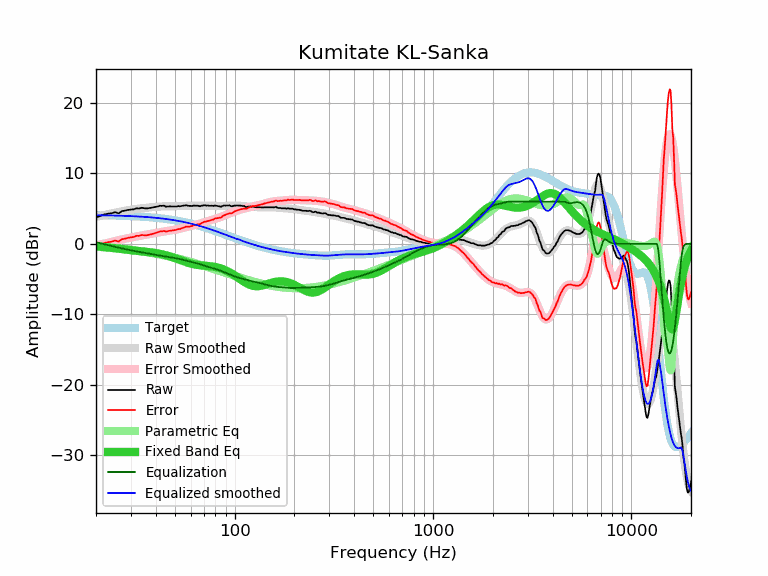 Kumitate KL-Sanka
Amplitude (dBr)
20
10
0
−10
−20
−30
Target
Raw Smoothed
Error Smoothed
Raw
Error
Parametric Eq
Fixed Band Eq
Equalization
Equalized smoothed
100
1000
10000
Frequency (Hz)